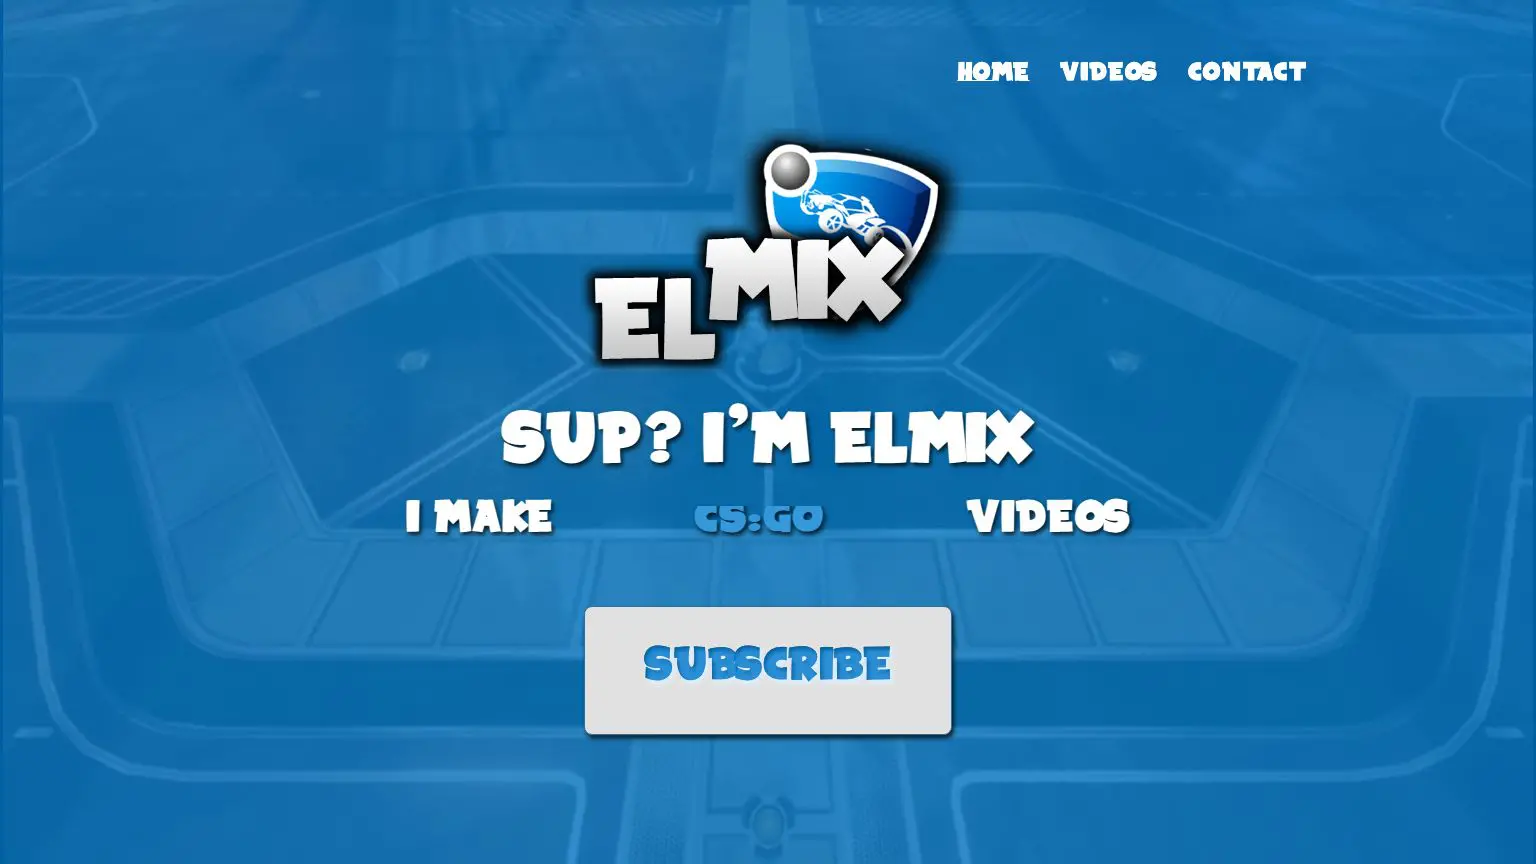 HOME VIDEOS CONTACT
ELMIX
SUP? I'M ELMIX
I MAKE CS:GO VIDEOS
SUBSCRIBE